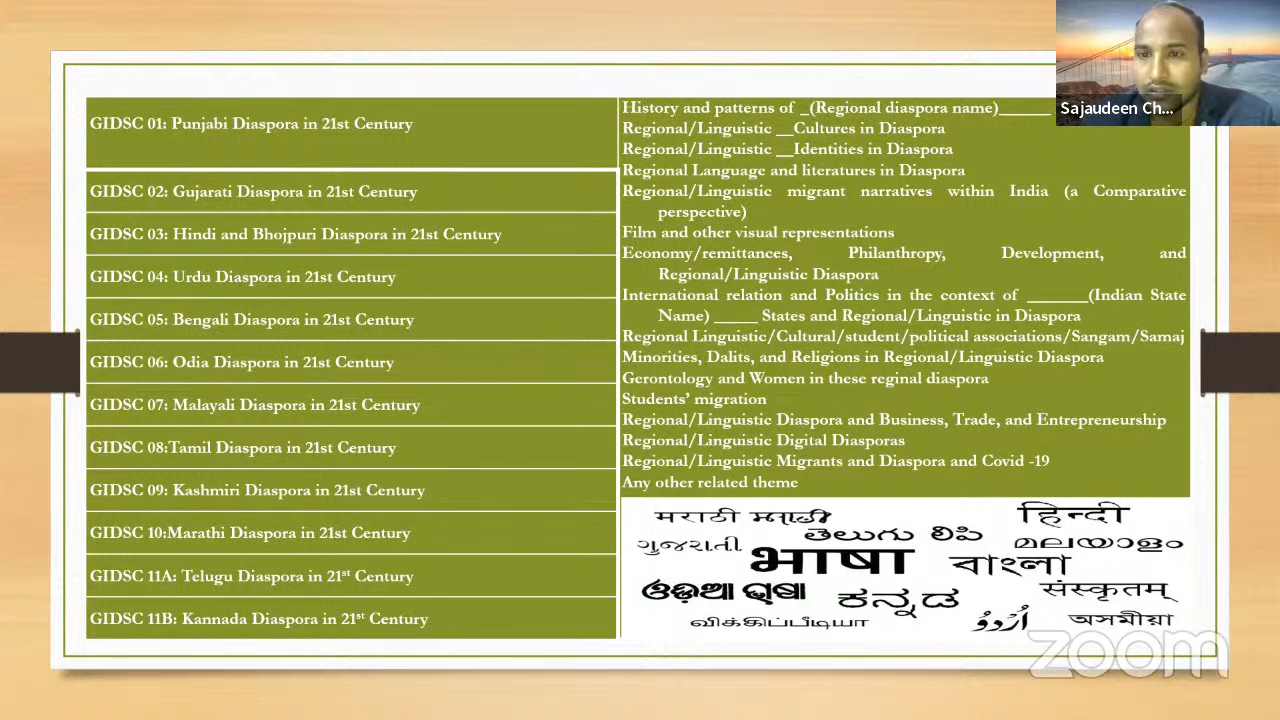 Sajaudeen Ch...
GIDSC 01: Punjabi Diaspora in 21st Century
GIDSC 02: Gujarati Diaspora in 21st Century
GIDSC 03: Hindi and Bhojpuri Diaspora in 21st Century
GIDSC 04: Urdu Diaspora in 21st Century
GIDSC 05: Bengali Diaspora in 21st Century
GIDSC 06: Odia Diaspora in 21st Century
GIDSC 07: Malayali Diaspora in 21st Century
GIDSC 08:Tamil Diaspora in 21st Century
GIDSC 09: Kashmiri Diaspora in 21st Century
GIDSC 10:Marathi Diaspora in 21st Century
GIDSC 11A: Telugu Diaspora in 21st Century
GIDSC 11B: Kannada Diaspora in 21st Century
History and patterns of _(Regional diaspora name)______
Regional/Linguistic __Cultures in Diaspora
Regional/Linguistic __Identities in Diaspora
Regional Language and literatures in Diaspora
Regional/Linguistic migrant narratives within India (a Comparative
perspective)
Film and other visual representations
Economy/remittances, Philanthropy, Development, and
Regional/Linguistic Diaspora
International relation and Politics in the context of _______(Indian State
Name) _____ States and Regional/Linguistic in Diaspora
Regional Linguistic/Cultural/student/political associations/Sangam/Samaj
Minorities, Dalits, and Religions in Regional/Linguistic Diaspora
Gerontology and Women in these reginal diaspora
Students' migration
Regional/Linguistic Diaspora and Business, Trade, and Entrepreneurship
Regional/Linguistic Digital Diasporas
Regional/Linguistic Migrants and Diaspora and Covid -19
Any other related theme
मराठी
हिन्दी
తెలుగు లిపి
ગુજરાતી
മലയാളം
भाषा
বাংলা
ଓଡ଼ିଆ ଭାଷା
ಕನ್ನಡ
संस्कृतम्
விக்கிப்பீடியா
اُردُو
অসমীয়া
zoom